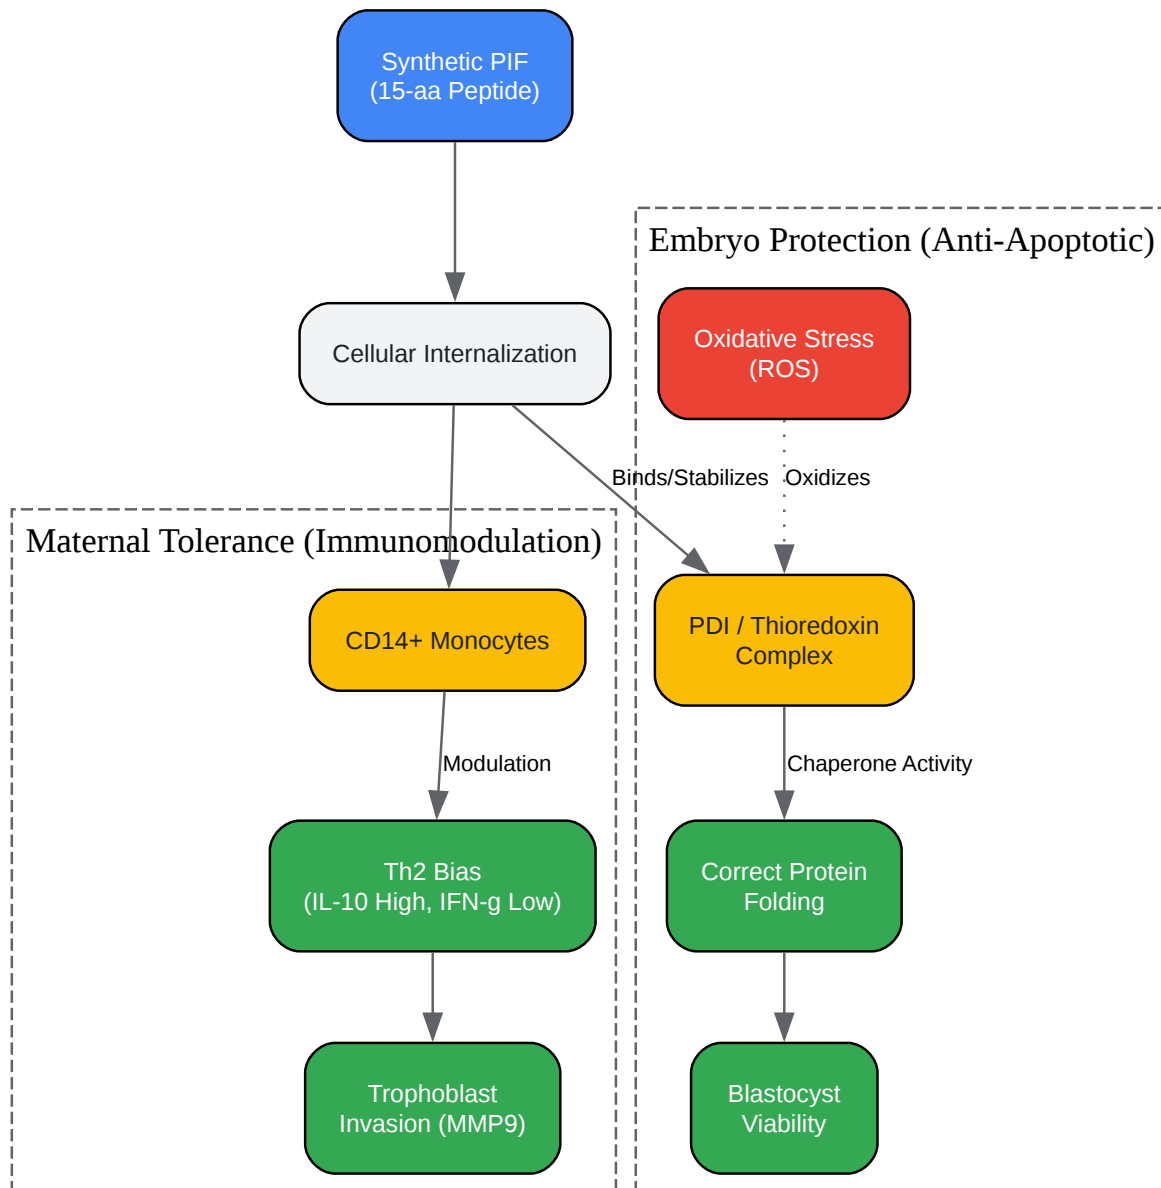 Synthetic PIF
(15-aa Peptide)
Embryo Protection (Anti-Apoptotic)
Cellular Internalization
Oxidative Stress
(ROS)
Binds/Stabilizes
Oxidizes
Maternal Tolerance (Immunomodulation)
CD14+ Monocytes
PDI / Thioredoxin
Complex
Modulation
Chaperone Activity
Th2 Bias
(IL-10 High, IFN-g Low)
Correct Protein
Folding
Trophoblast
Invasion (MMP9)
Blastocyst
Viability